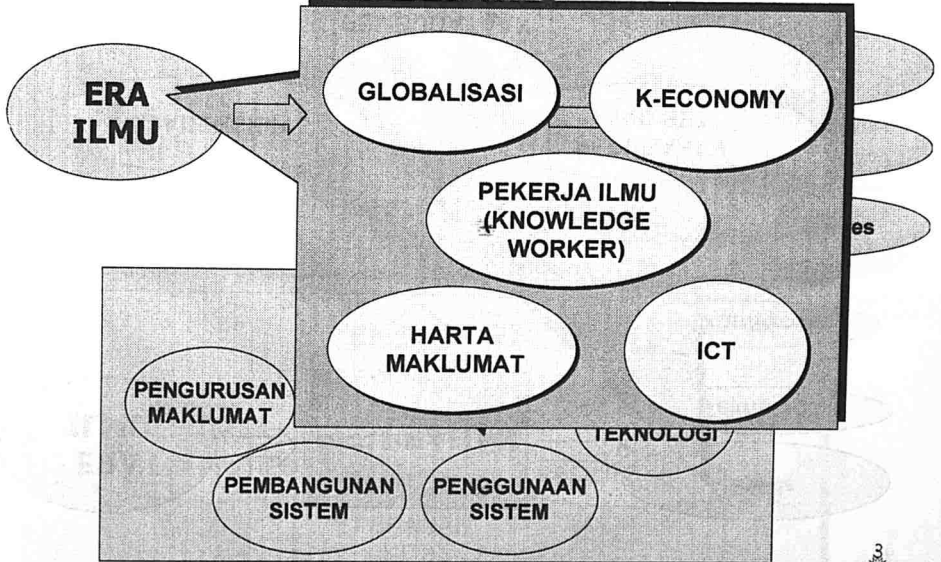 ERA
ILMU
GLOBALISASI
K-ECONOMY
PEKERJA ILMU
(KNOWLEDGE
WORKER)
es
HARTA
MAKLUMAT
ICT
PENGURUSAN
MAKLUMAT
TEKNOLOGI
PEMBANGUNAN
SISTEM
PENGGUNAAN
SISTEM
3